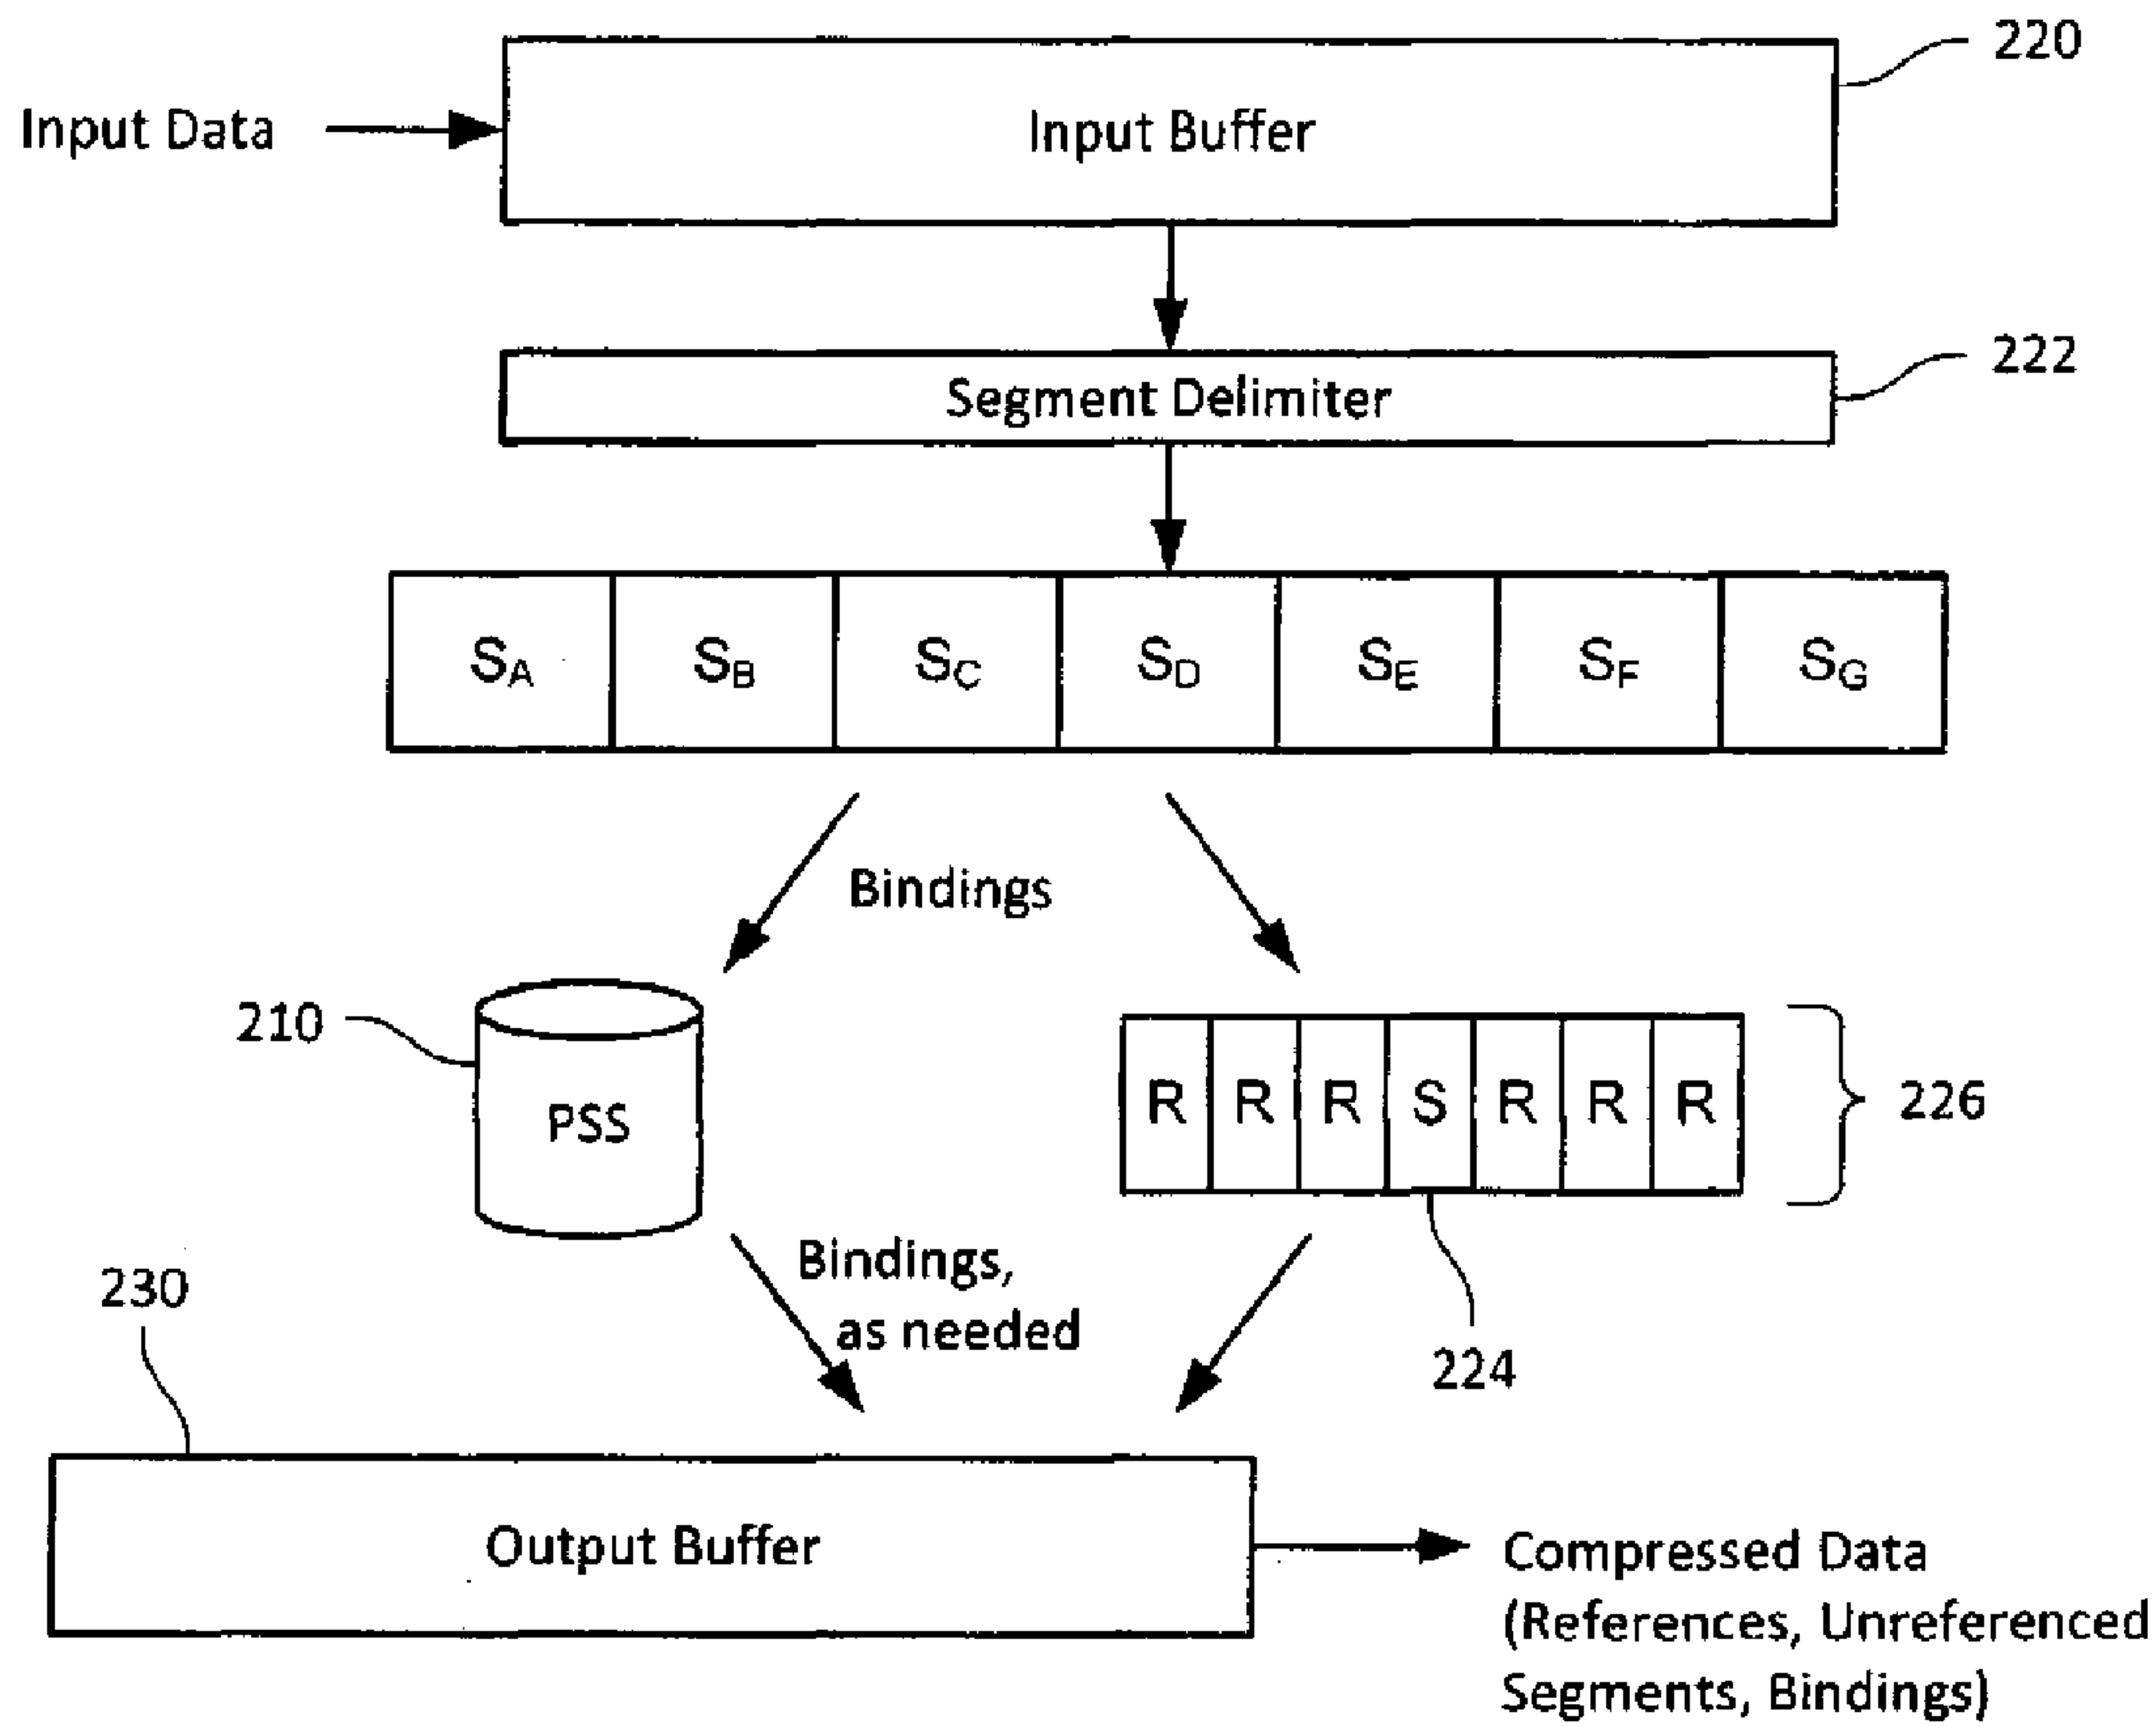 220
Input Data
Input Buffer
222
Segment Delimiter
SA SB SC SD SE SF SG
Bindings
210
PSS
R R R S R R R
226
Bindings,
as needed
230
224
Output Buffer
Compressed Data
(References, Unreferenced
Segments, Bindings)